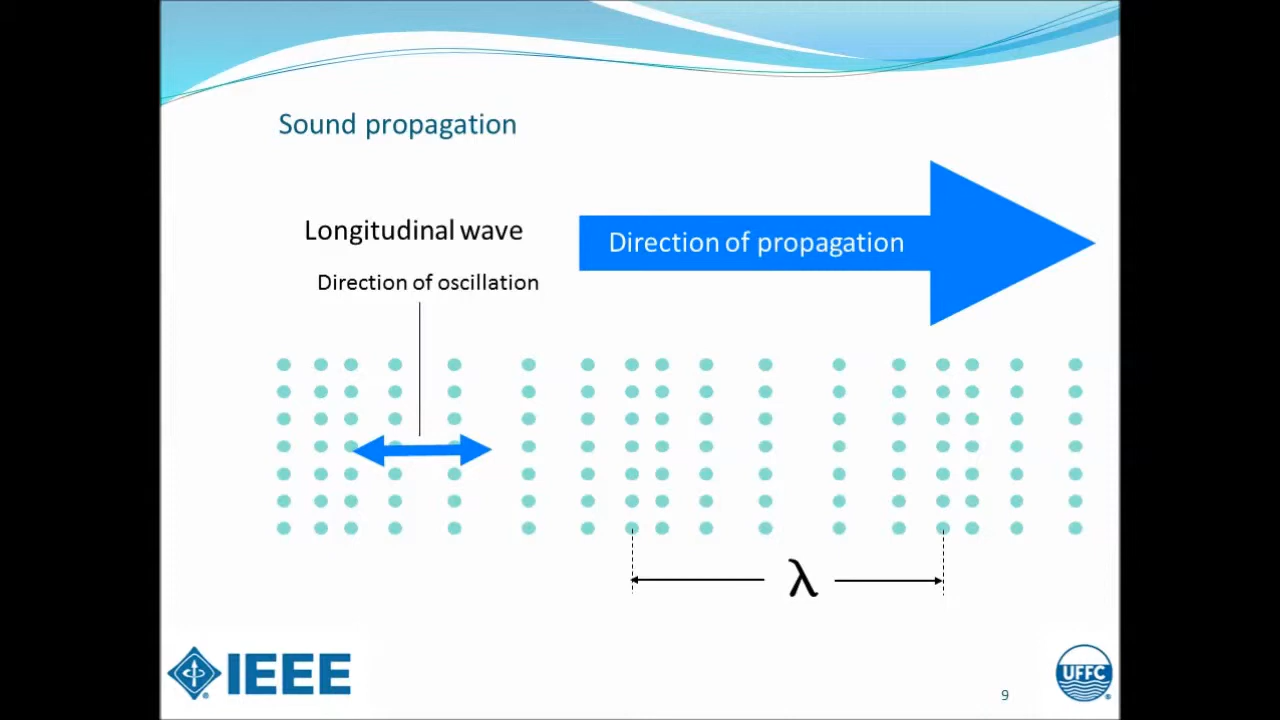 Sound propagation
Longitudinal wave
Direction of propagation
Direction of oscillation
λ
IEEE
®
UFFC
®
9